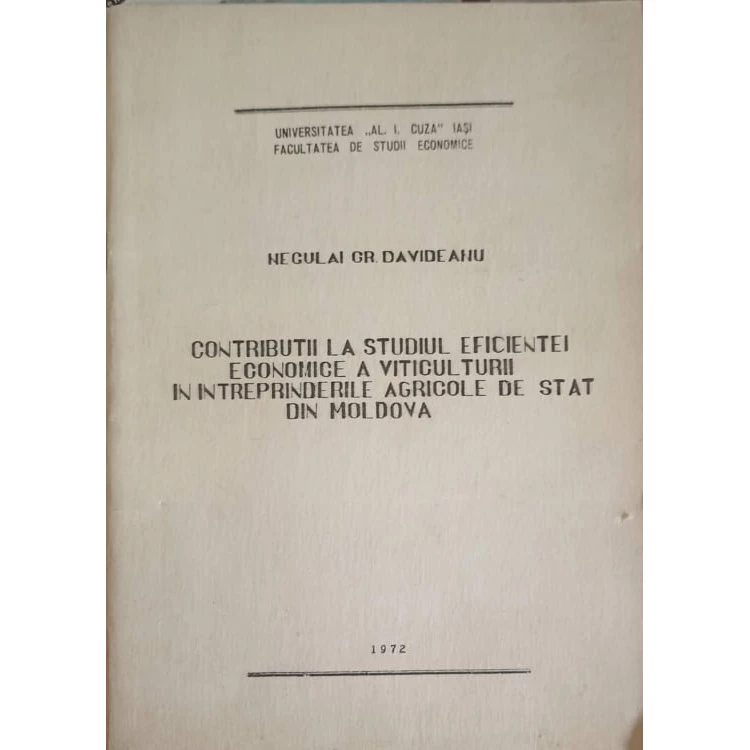 UNIVERSITATEA „AL. I. CUZA" IAŞI
FACULTATEA DE STUDII ECONOMICE
NECULAI GR. DAVIDEANU
CONTRIBUTII LA STUDIUL EFICIENTEI
ECONOMICE A VITICULTURII
IN INTREPRINDERILE AGRICOLE DE STAT
DIN MOLDOVA
1972